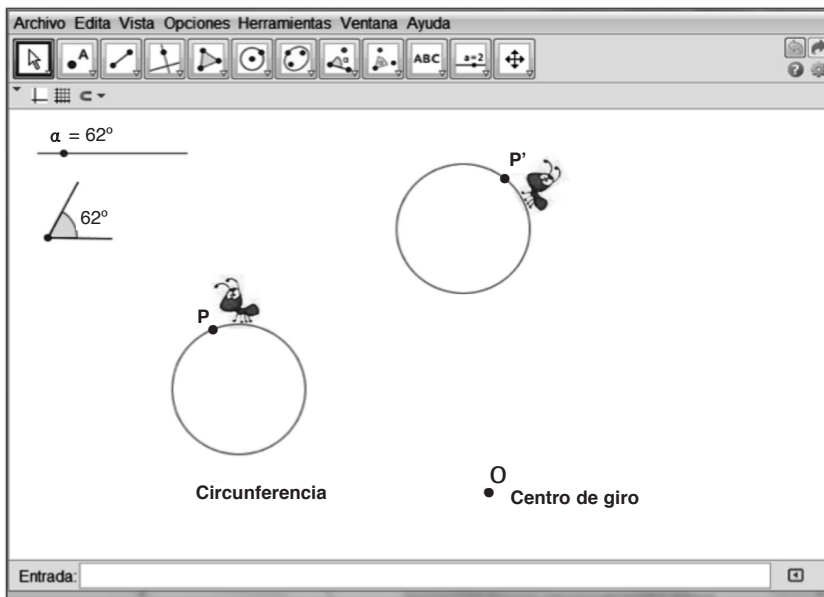 Archivo Edita Vista Opciones Herramientas Ventana Ayuda
A α ABC a=2
α = 62º
62º
P'
P
O
Circunferencia
Centro de giro
Entrada: